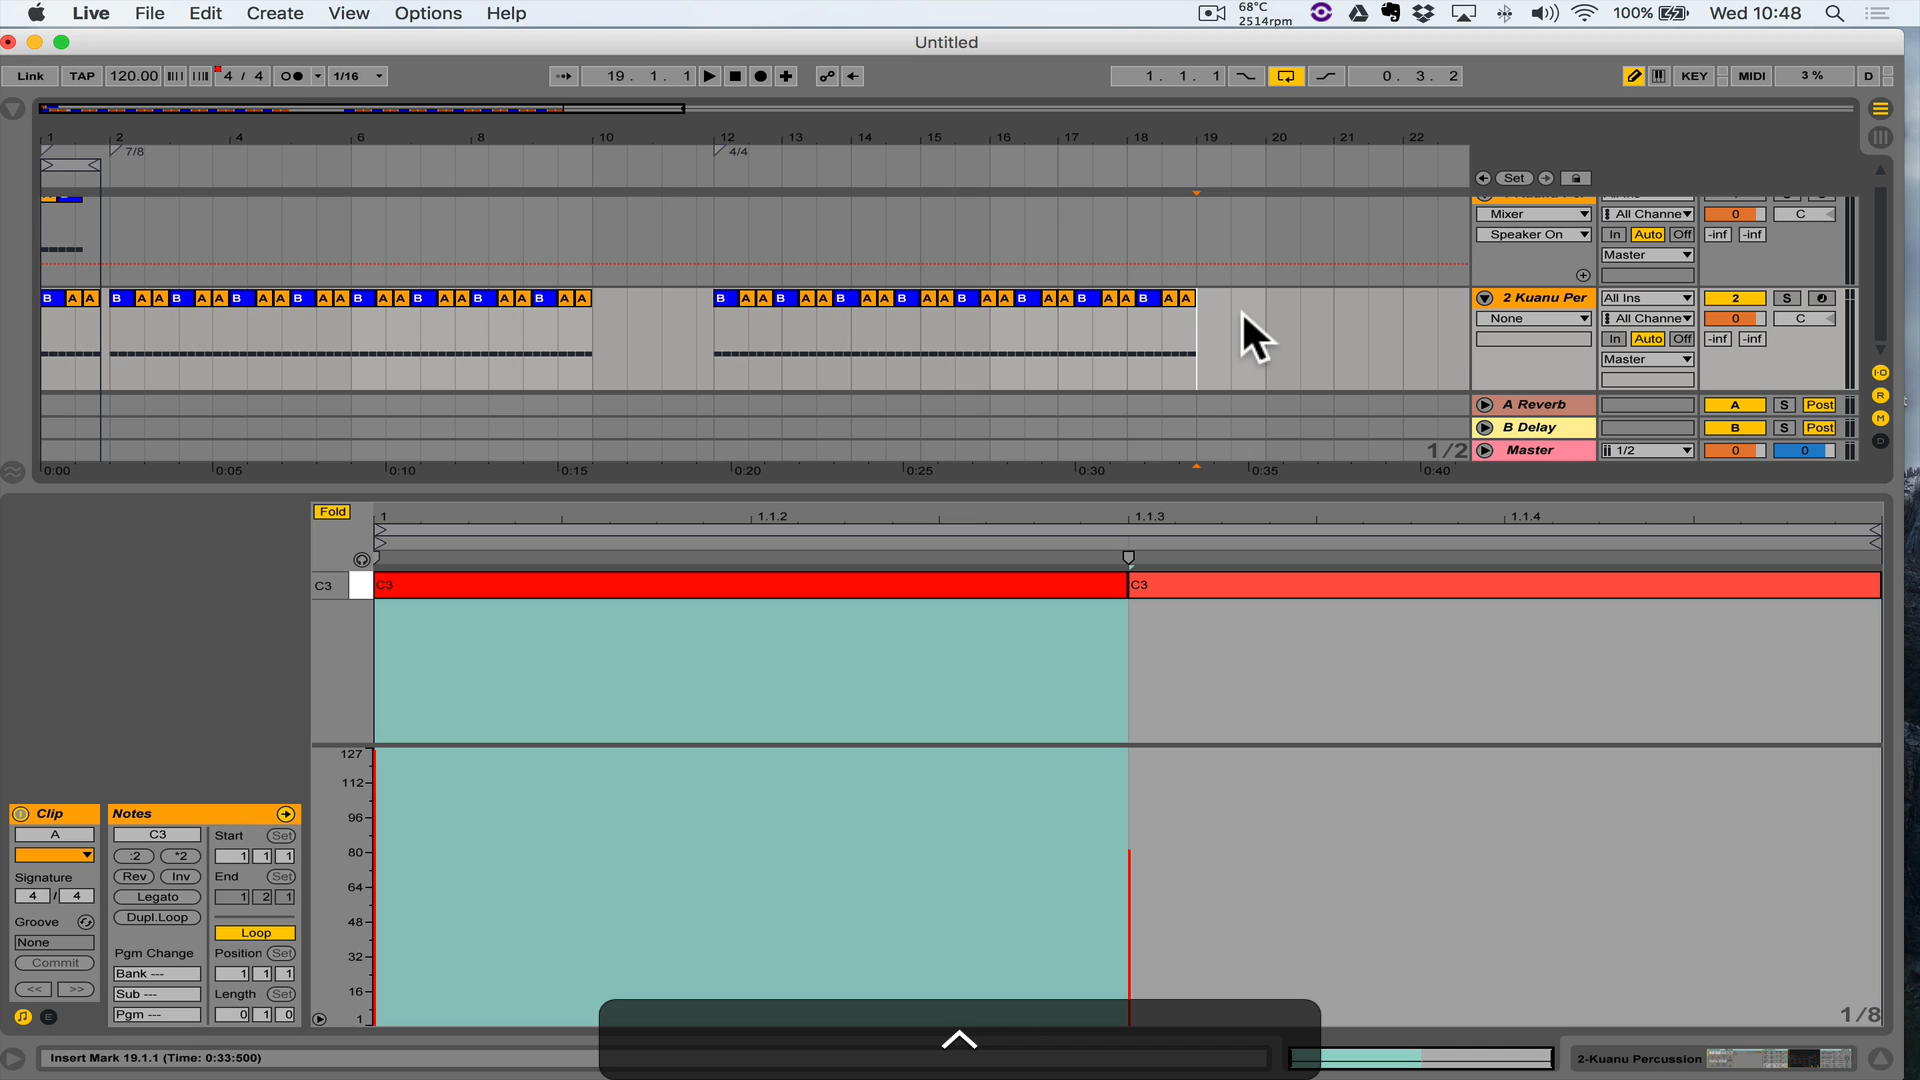 Live File Edit Create View Options Help 68°C 2514rpm 100% Wed 10:48
Untitled
Link TAP 120.00 4 / 4 1/16 19. 1. 1 1. 1. 1 0. 3. 2 KEY MIDI 3 % D
1 2 4 6 8 10 12 13 14 15 16 17 18 19 20 21 22
7/8 4/4
Set
Mixer All Channe 0 C
Speaker On In Auto Off -inf -inf
Master
B A A B A A B A A B A A B A A B A A B A A B A A B A A B A A B A A B A A B A A B A A B A A B A A B A A
2 Kuanu Per All Ins 2 S
None All Channe 0 C
In Auto Off -inf -inf
Master
A Reverb A S Post
B Delay B S Post
1/2 Master 1/2 0 0
0:00 0:05 0:10 0:15 0:20 0:25 0:30 0:35 0:40
I·O
R
M
D
Fold 1 1.1.2 1.1.3 1.1.4
C3 C3 C3
127
112
96
80
64
48
32
16
1
Clip Notes
A C3 Start Set
:2 *2 1 1 1
Signature Rev Inv End Set
4 / 4 Legato 1 2 1
Groove Dupl.Loop
None Loop
Commit Pgm Change Position Set
Bank --- 1 1 1
<< >> Sub --- Length Set
E Pgm --- 0 1 0
1/8
Insert Mark 19.1.1 (Time: 0:33:500) 2-Kuanu Percussion